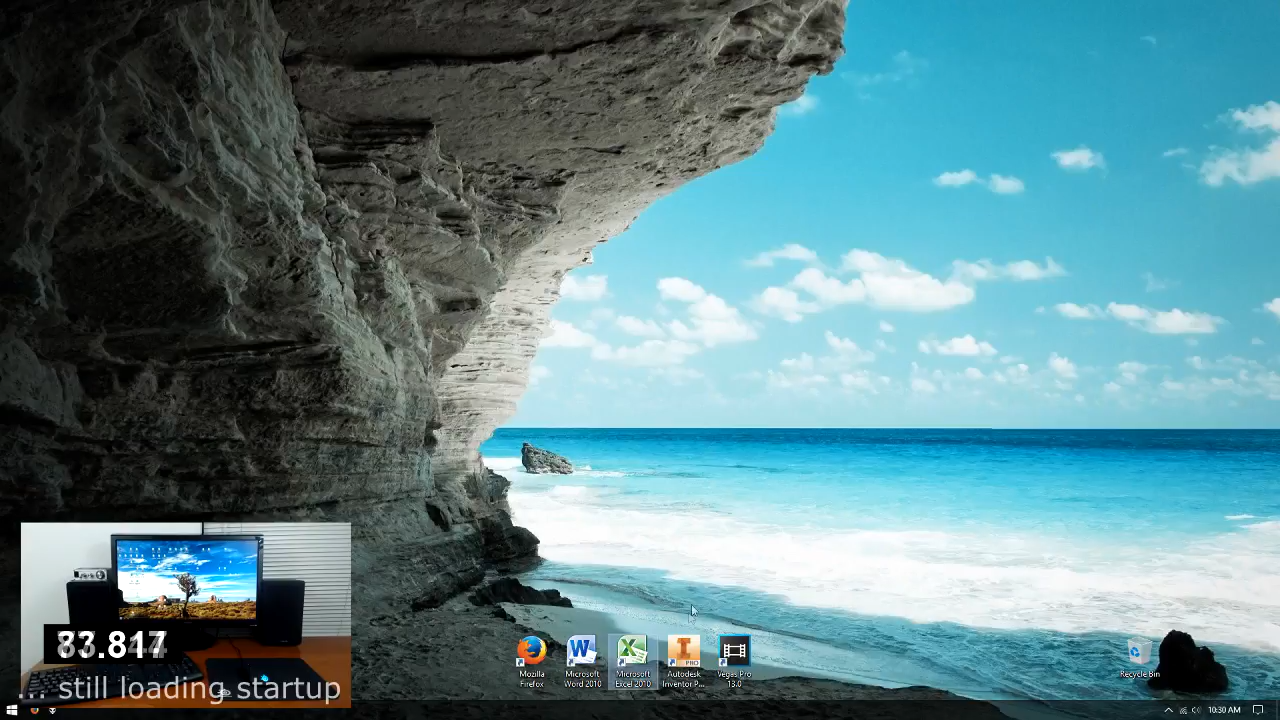 83.817
... still loading startup
Mozilla Firefox
Microsoft Word 2010
Microsoft Excel 2010
Autodesk Inventor P...
PRO
Vegas Pro 13.0
Recycle Bin
10:30 AM